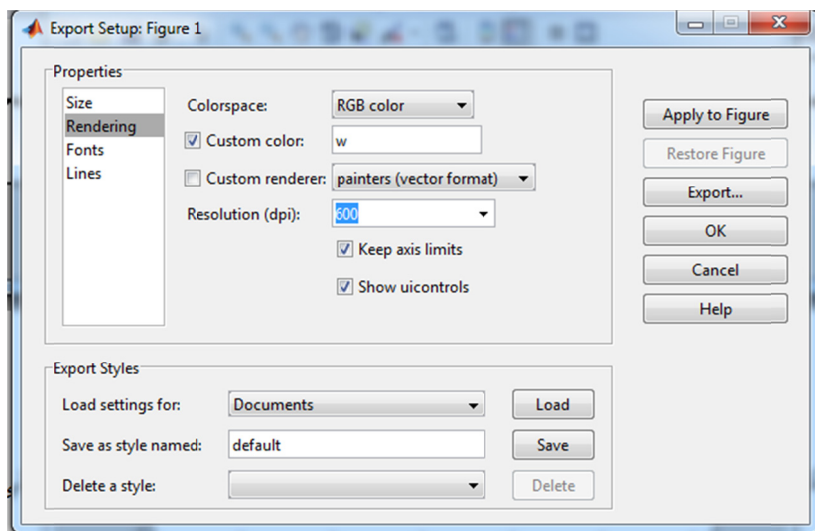 Export Setup: Figure 1
Properties
Size
Rendering
Fonts
Lines
Colorspace: RGB color
Custom color: w
Custom renderer: painters (vector format)
Resolution (dpi): 600
Keep axis limits
Show uicontrols
Apply to Figure
Restore Figure
Export...
OK
Cancel
Help
Export Styles
Load settings for: Documents Load
Save as style named: default Save
Delete a style: Delete